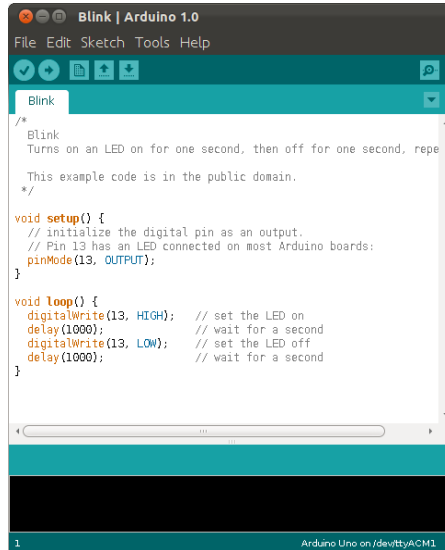 Blink | Arduino 1.0
File Edit Sketch Tools Help
Blink
/*
  Blink
  Turns on an LED on for one second, then off for one second, repe

  This example code is in the public domain.
 */

void setup() {
  // initialize the digital pin as an output.
  // Pin 13 has an LED connected on most Arduino boards:
  pinMode(13, OUTPUT);
}

void loop() {
  digitalWrite(13, HIGH);   // set the LED on
  delay(1000);              // wait for a second
  digitalWrite(13, LOW);    // set the LED off
  delay(1000);              // wait for a second
}
1 Arduino Uno on /dev/ttyACM1